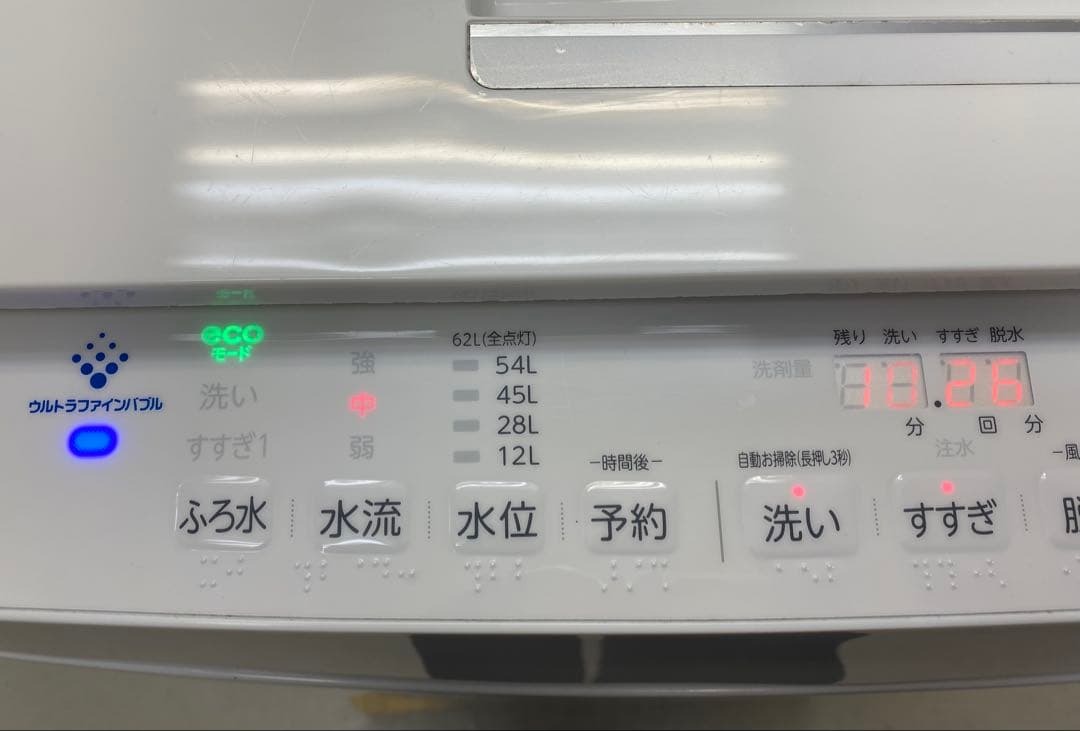 eco
モード
ウルトラファインバブル
洗い
すすぎ1
ふろ水
強
中
弱
水流
62L(全点灯)
54L
45L
28L
12L
水位
−時間後−
予約
洗剤量
残り 洗い すすぎ 脱水
10.26
分 回 分
注水
自動お掃除(長押し3秒)
洗い
すすぎ
−風